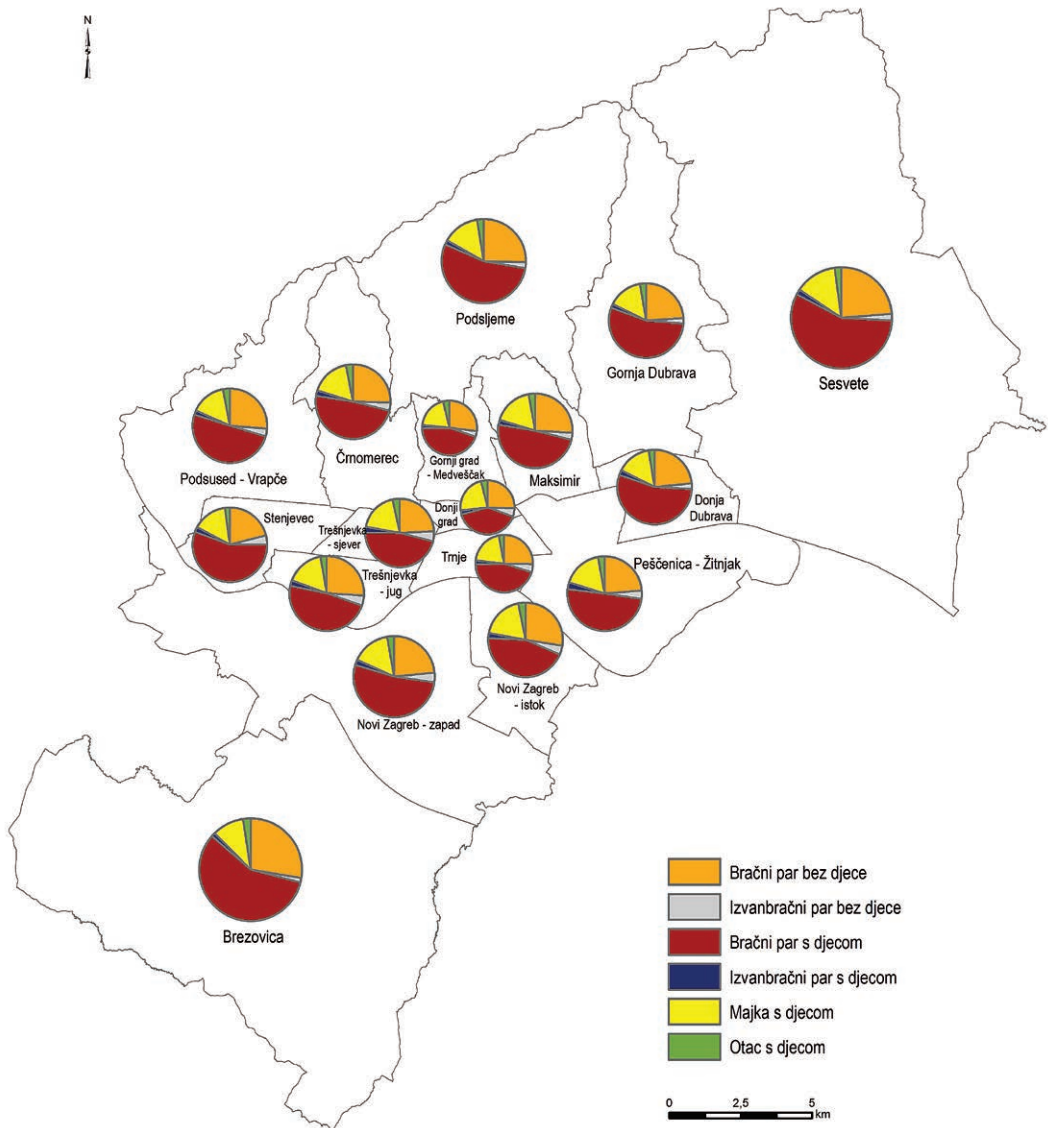 N
S
Podsljeme
Gornja Dubrava
Sesvete
Podsused - Vrapče
Črnomerec
Gornji grad
- Medveščak
Maksimir
Donja
Dubrava
Stenjevec
Trešnjevka
- sjever
Donji
grad
Trnje
Trešnjevka
- jug
Peščenica - Žitnjak
Novi Zagreb - zapad
Novi Zagreb
- istok
Brezovica
Bračni par bez djece
Izvanbračni par bez djece
Bračni par s djecom
Izvanbračni par s djecom
Majka s djecom
Otac s djecom
0 2,5 5
km